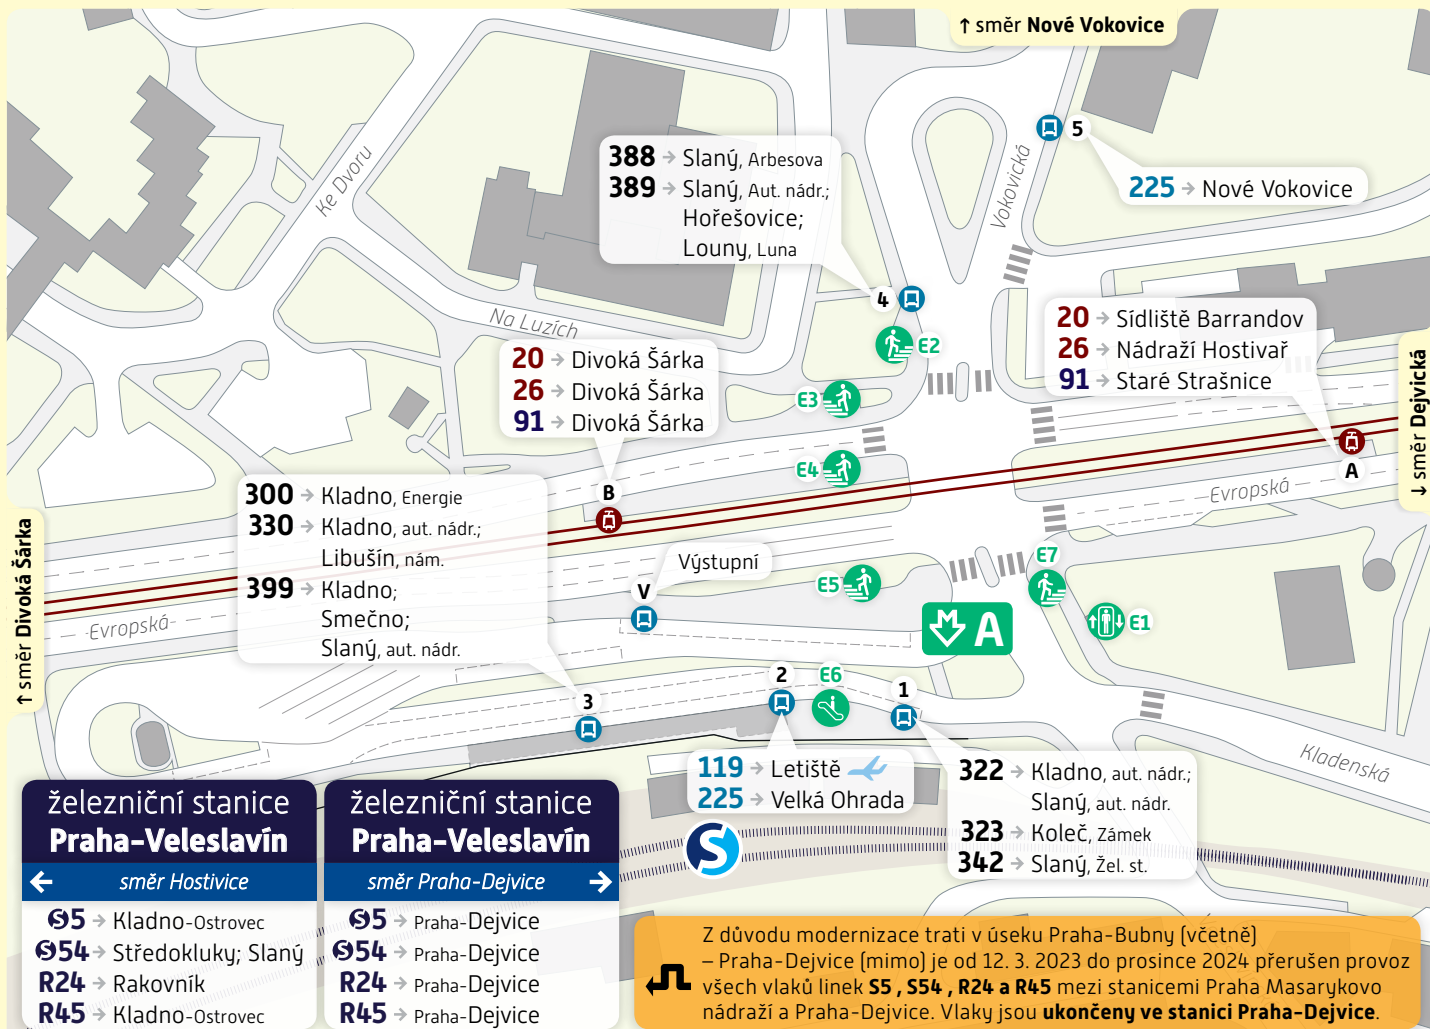 ↑ směr Nové Vokovice
5
225 → Nové Vokovice
Vokovická
Ke Dvoru
388 → Slaný, Arbesova
389 → Slaný, Aut. nádr.;
Hořešovice;
Louny, Luna
4
E2
Na Luzích
20 → Sídliště Barrandov
26 → Nádraží Hostivař
91 → Staré Strašnice
A
↓ směr Dejvická
20 → Divoká Šárka
26 → Divoká Šárka
91 → Divoká Šárka
B
E3
E4
Evropská
300 → Kladno, Energie
330 → Kladno, aut. nádr.;
Libušín, nám.
399 → Kladno;
Smečno;
Slaný, aut. nádr.
↑ směr Divoká Šárka
Evropská
Výstupní
V
E5
E7
E1
A
3
2
E6
1
119 → Letiště
225 → Velká Ohrada
322 → Kladno, aut. nádr.;
Slaný, aut. nádr.
323 → Koleč, Zámek
342 → Slaný, Žel. st.
Kladenská
S
železniční stanice
Praha-Veleslavín
← směr Hostivice
S5 → Kladno-Ostrovec
S54 → Středokluky; Slaný
R24 → Rakovník
R45 → Kladno-Ostrovec
železniční stanice
Praha-Veleslavín
směr Praha-Dejvice →
S5 → Praha-Dejvice
S54 → Praha-Dejvice
R24 → Praha-Dejvice
R45 → Praha-Dejvice
Z důvodu modernizace trati v úseku Praha-Bubny (včetně)
– Praha-Dejvice (mimo) je od 12. 3. 2023 do prosince 2024 přerušen provoz
všech vlaků linek S5 , S54 , R24 a R45 mezi stanicemi Praha Masarykovo
nádraží a Praha-Dejvice. Vlaky jsou ukončeny ve stanici Praha-Dejvice.